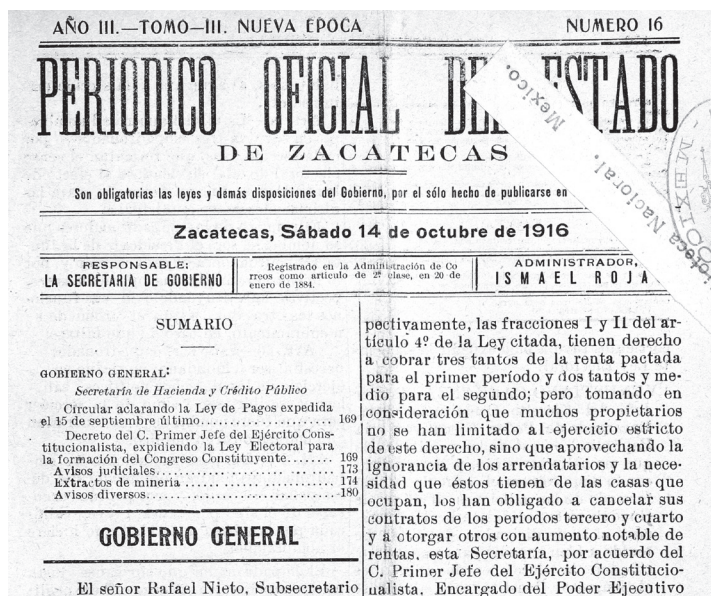 AÑO III.—TOMO—III. NUEVA EPOCA NUMERO 16
PERIODICO OFICIAL DEL ESTADO
DE ZACATECAS
Son obligatorias las leyes y demás disposiciones del Gobierno, por el sólo hecho de publicarse en
Zacatecas, Sábado 14 de octubre de 1916
RESPONSABLE:
LA SECRETARIA DE GOBIERNO
Registrado en la Administración de Co
rreos como artículo de 2ª clase, en 20 de
enero de 1884.
ADMINISTRADOR,
ISMAEL ROJA
Mexico.
Nacional.
MEXICO
SUMARIO
GOBIERNO GENERAL:
Secretaría de Hacienda y Crédito Público
Circular aclarando la Ley de Pagos expedida
el 15 de septiembre último........................ 169
Decreto del C. Primer Jefe del Ejército Cons-
titucionalista, expidiendo la Ley Electoral para
la formación del Congreso Constituyente....... 169
Avisos judiciales........................... 173
Extractos de minería........................ 174
Avisos diversos............................. 180
GOBIERNO GENERAL
El señor Rafael Nieto, Subsecretario
pectivamente, las fracciones I y II del ar-
tículo 4º de la Ley citada, tienen derecho
a cobrar tres tantos de la renta pactada
para el primer período y dos tantos y me-
dio para el segundo; pero tomando en
consideración que muchos propietarios
no se han limitado al ejercicio estricto
de este derecho, sino que aprovechando la
ignorancia de los arrendatarios y la nece-
sidad que éstos tienen de las casas que
ocupan, los han obligado a cancelar sus
contratos de los períodos tercero y cuarto
y a otorgar otros con aumento notable de
rentas, esta Secretaría, por acuerdo del
C. Primer Jefe del Ejército Constitucio-
nalista, Encargado del Poder Ejecutivo